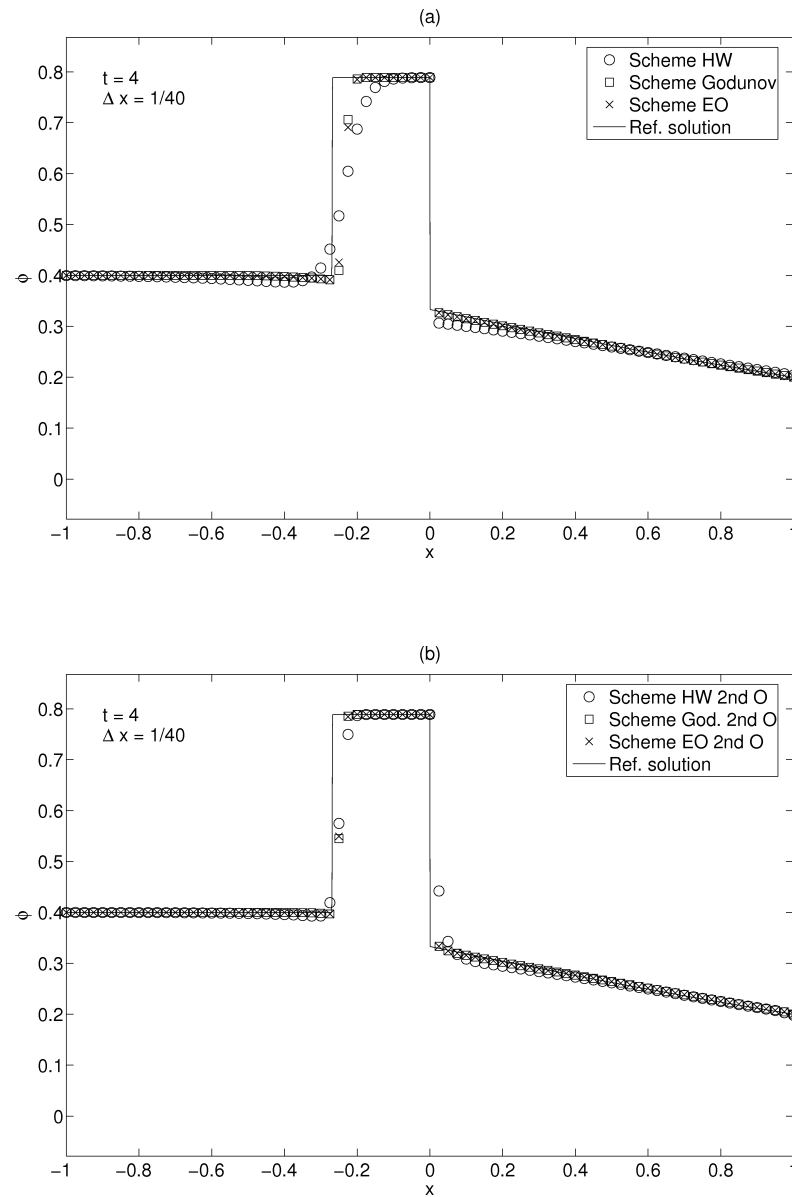 (a)
t = 4
Δ x = 1/40
Scheme HW
Scheme Godunov
Scheme EO
Ref. solution
0.8
0.7
0.6
0.5
0.4
0.3
0.2
0.1
0
ϕ
−1 −0.8 −0.6 −0.4 −0.2 0 0.2 0.4 0.6 0.8 1
x
(b)
t = 4
Δ x = 1/40
Scheme HW 2nd O
Scheme God. 2nd O
Scheme EO 2nd O
Ref. solution
0.8
0.7
0.6
0.5
0.4
0.3
0.2
0.1
0
ϕ
−1 −0.8 −0.6 −0.4 −0.2 0 0.2 0.4 0.6 0.8 1
x